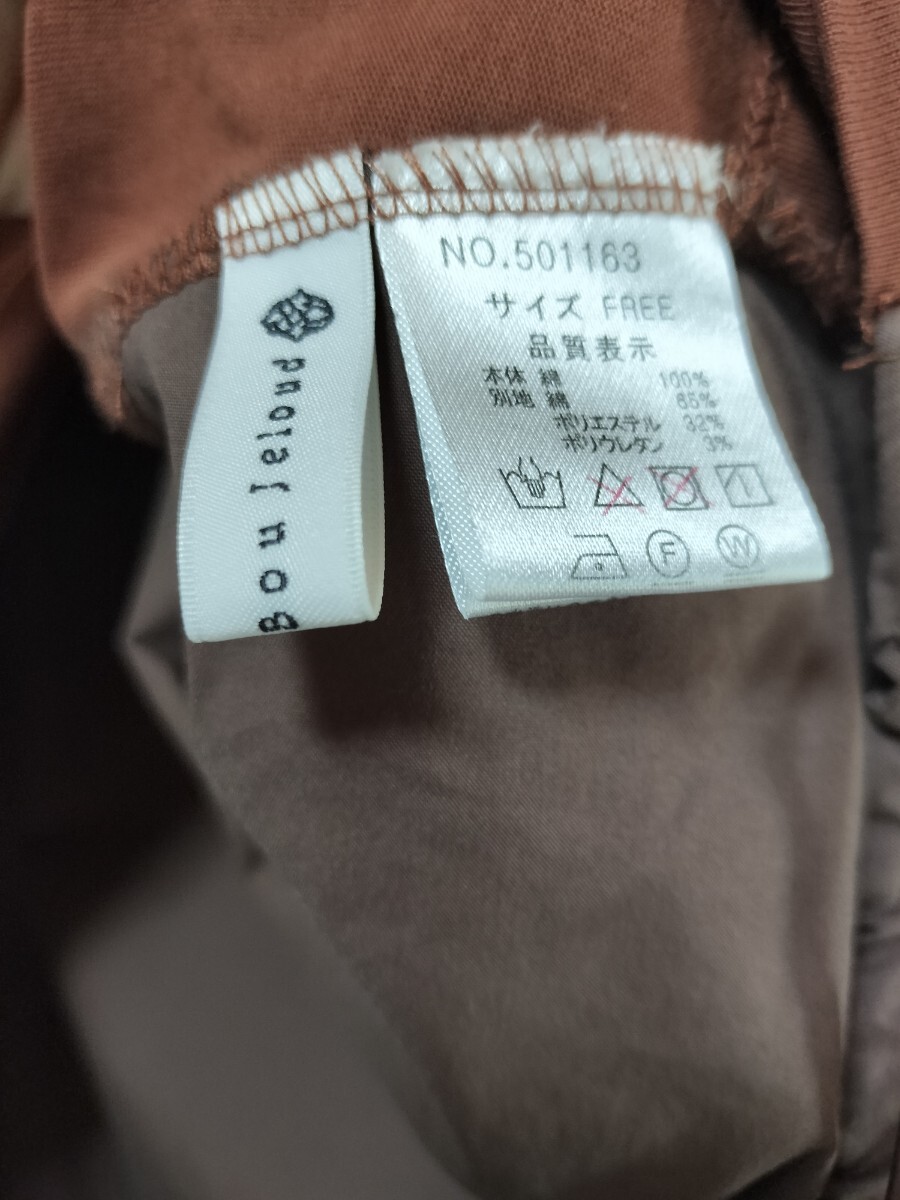 Bou Jeloud
NO.501163
サイズ FREE
品質表示
本体 綿 100%
別地 綿 65%
ポリエステル 32%
ポリウレタン 3%
F W